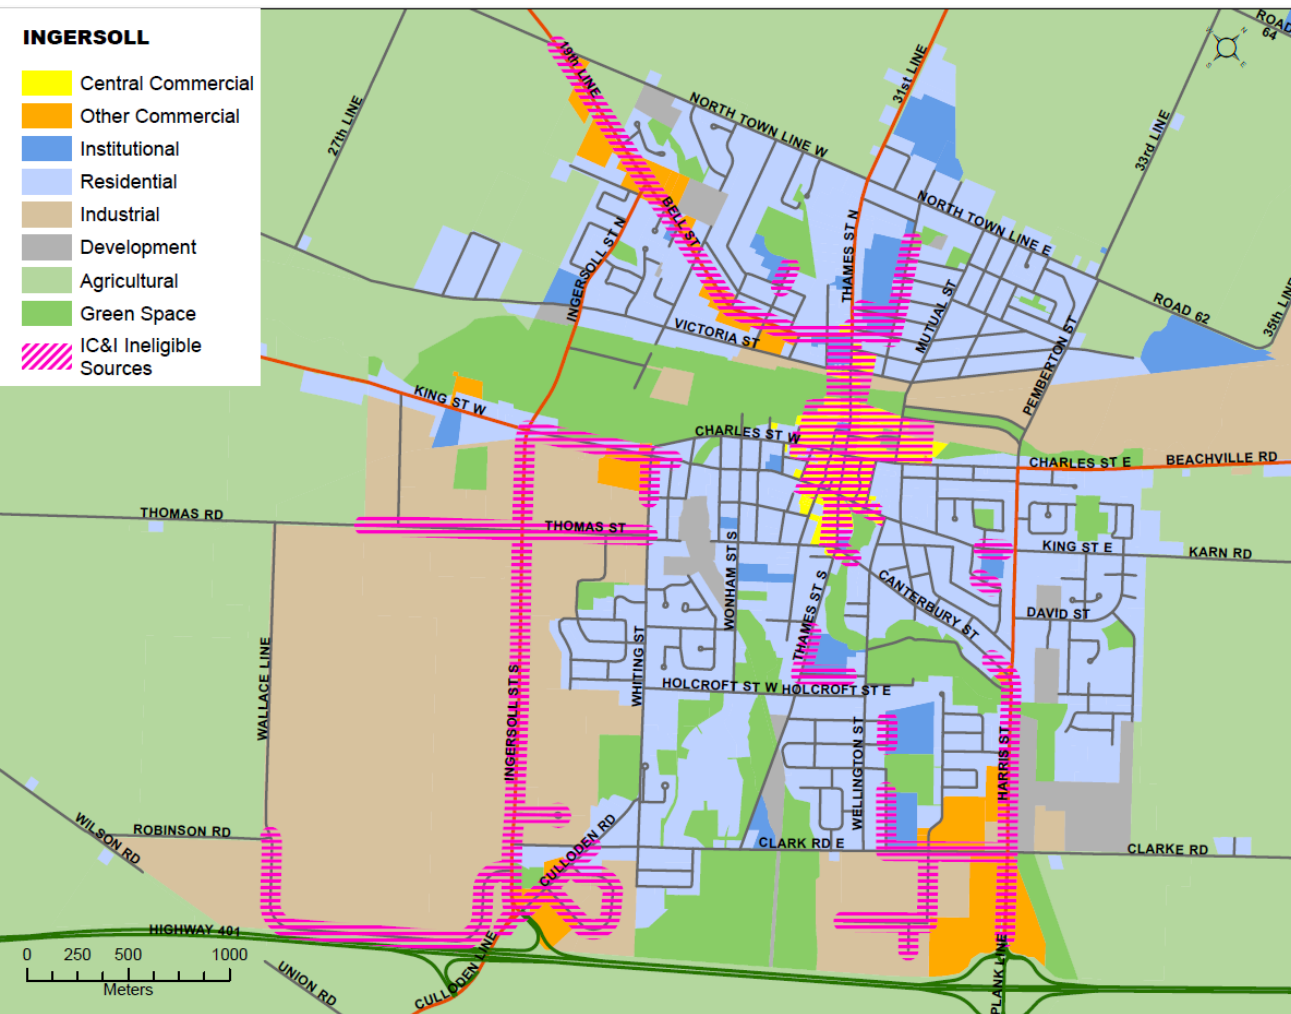 INGERSOLL
Central Commercial
Other Commercial
Institutional
Residential
Industrial
Development
Agricultural
Green Space
IC&I Ineligible
Sources
ROAD
64
19th LINE
31st LINE
27th LINE
33rd LINE
35th LINE
NORTH TOWN LINE W
NORTH TOWN LINE E
BELL ST
THAMES ST N
INGERSOLL ST N
MUTUAL ST
ROAD 62
VICTORIA ST
PEMBERTON ST
KING ST W
CHARLES ST W
CHARLES ST E
BEACHVILLE RD
THOMAS RD
THOMAS ST
KING ST E
KARN RD
WONHAM ST S
THAMES ST S
CANTERBURY ST
DAVID ST
WALLACE LINE
WHITING ST
INGERSOLL ST S
HOLCROFT ST W
HOLCROFT ST E
WELLINGTON ST
HARRIS ST
WILSON RD
ROBINSON RD
CULLODEN RD
CLARK RD E
CLARKE RD
HIGHWAY 401
0 250 500 1000
Meters
UNION RD
CULLODEN LINE
PLANK LINE